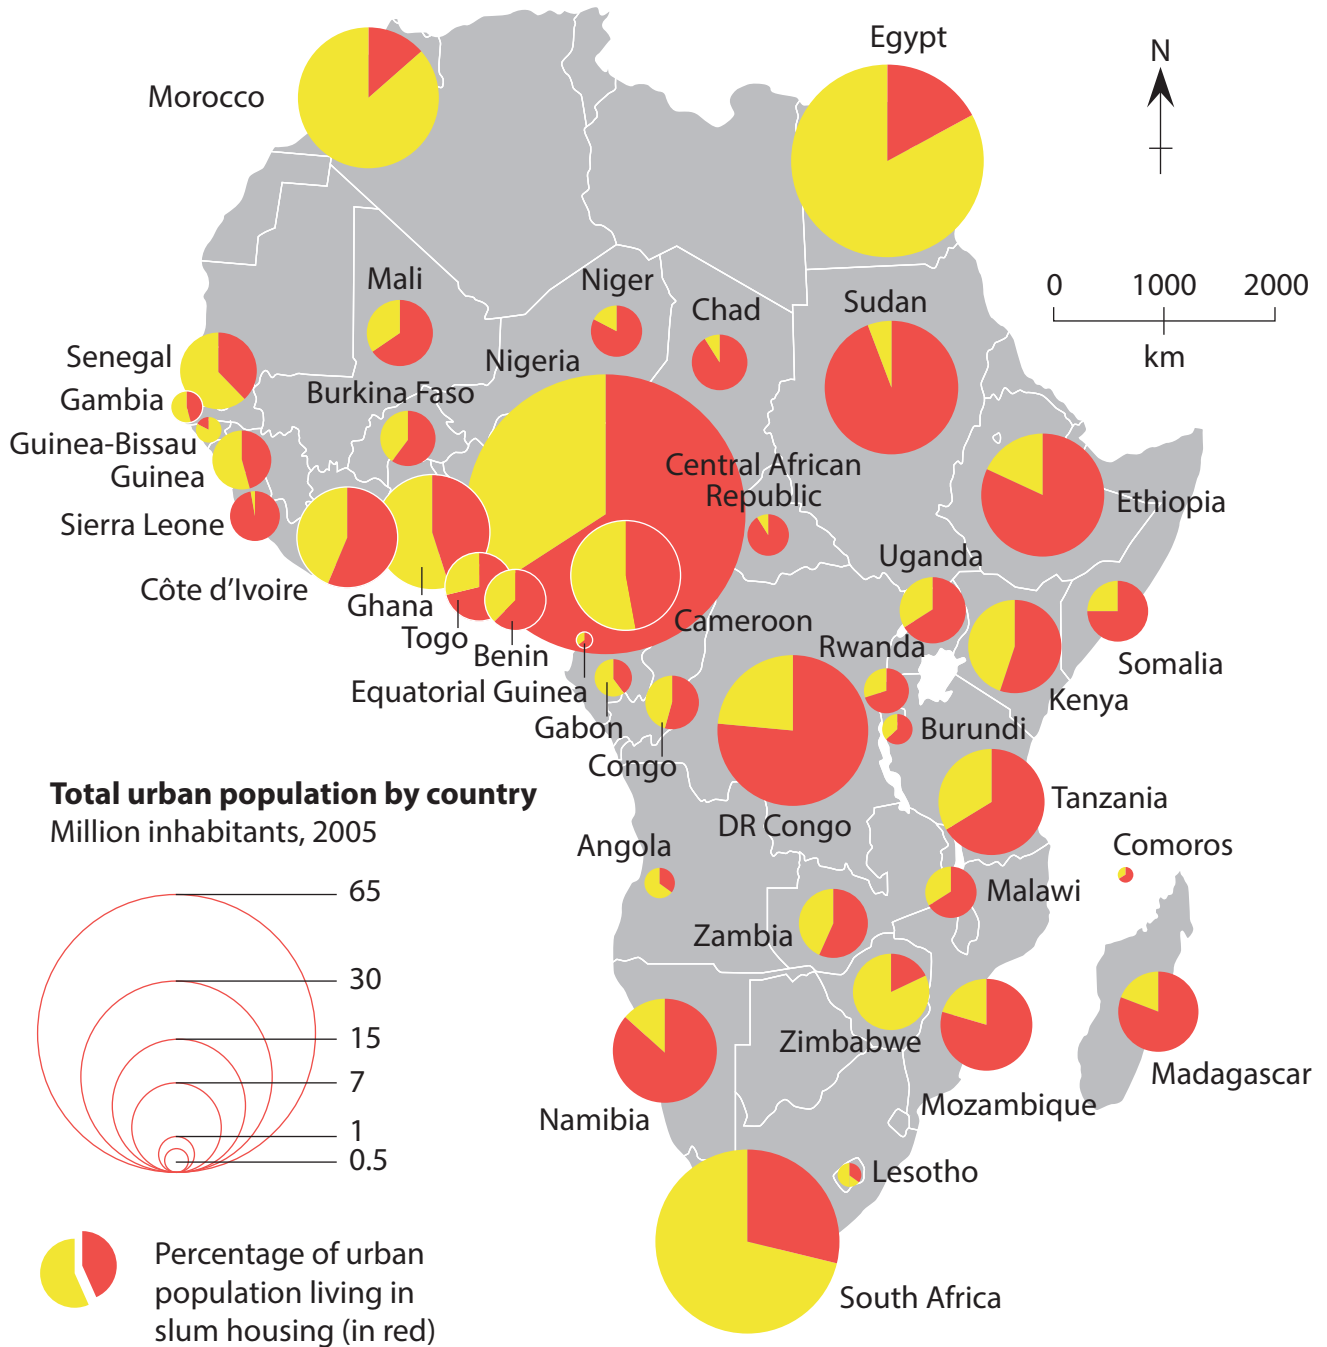 Egypt
N
Morocco
0 1000 2000
km
Mali
Niger
Chad
Sudan
Senegal
Nigeria
Gambia
Burkina Faso
Guinea-Bissau
Guinea
Central African
Republic
Sierra Leone
Ethiopia
Uganda
Côte d'Ivoire
Ghana
Togo
Benin
Cameroon
Rwanda
Somalia
Equatorial Guinea
Kenya
Gabon
Burundi
Congo
Total urban population by country
Million inhabitants, 2005
Tanzania
DR Congo
Angola
Comoros
65
Malawi
Zambia
30
15
Zimbabwe
7
Madagascar
Mozambique
Namibia
1
0.5
Lesotho
Percentage of urban
population living in
slum housing (in red)
South Africa